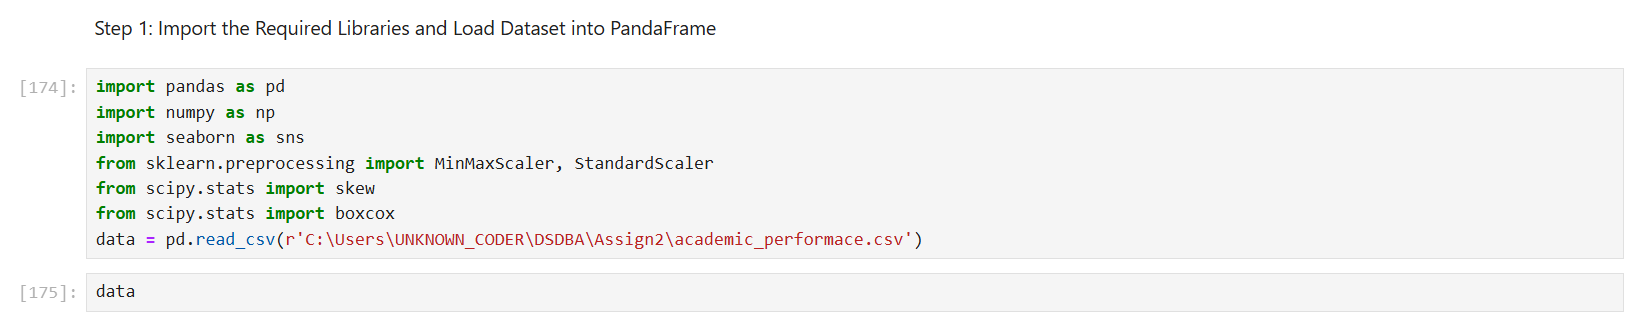 Step 1: Import the Required Libraries and Load Dataset into PandaFrame
[174]:
import pandas as pd
import numpy as np
import seaborn as sns
from sklearn.preprocessing import MinMaxScaler, StandardScaler
from scipy.stats import skew
from scipy.stats import boxcox
data = pd.read_csv(r'C:\Users\UNKNOWN_CODER\DSDBA\Assign2\academic_performace.csv')
[175]:
data